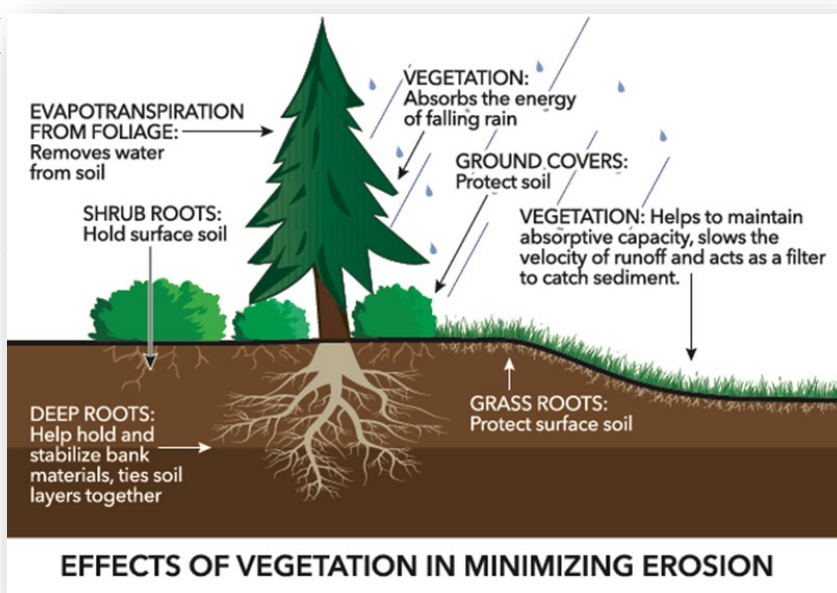 EVAPOTRANSPIRATION
FROM FOLIAGE:
Removes water
from soil
VEGETATION:
Absorbs the energy
of falling rain
GROUND COVERS:
Protect soil
SHRUB ROOTS:
Hold surface soil
VEGETATION: Helps to maintain
absorptive capacity, slows the
velocity of runoff and acts as a filter
to catch sediment.
DEEP ROOTS:
Help hold and
stabilize bank
materials, ties soil
layers together
GRASS ROOTS:
Protect surface soil
EFFECTS OF VEGETATION IN MINIMIZING EROSION